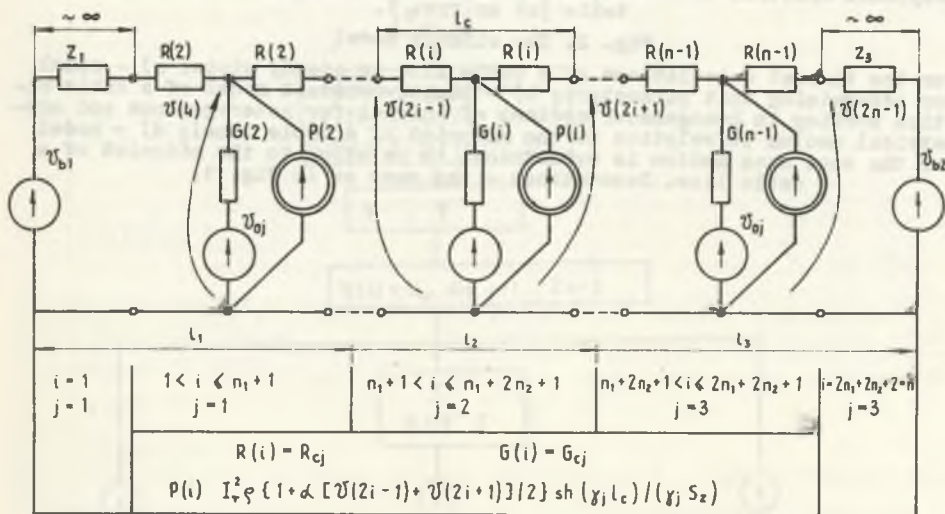 ~ ∞ l_c ~ ∞
Z_1 R(2) R(2) R(i) R(i) R(n-1) R(n-1) Z_3
ϑ(4) ϑ(2i-1) ϑ(2i+1) ϑ(2n-1)
G(2) P(2) G(i) P(i) G(n-1)
ϑ_b1 ϑ_b2
ϑ_oj ϑ_oj
l_1 l_2 l_3
i = 1 1 < i ⩽ n_1 + 1 n_1 + 1 < i ⩽ n_1 + 2n_2 + 1 n_1 + 2n_2 + 1 < i ⩽ 2n_1 + 2n_2 + 1 i = 2n_1 + 2n_2 + 2 = n
j = 1 j = 1 j = 2 j = 3 j = 3
R(i) = R_cj G(i) = G_cj
P(i) I_r^2 ρ { 1 + α [ ϑ(2i-1) + ϑ(2i+1) ] / 2 } sh (γ_j l_c) / (γ_j S_z)